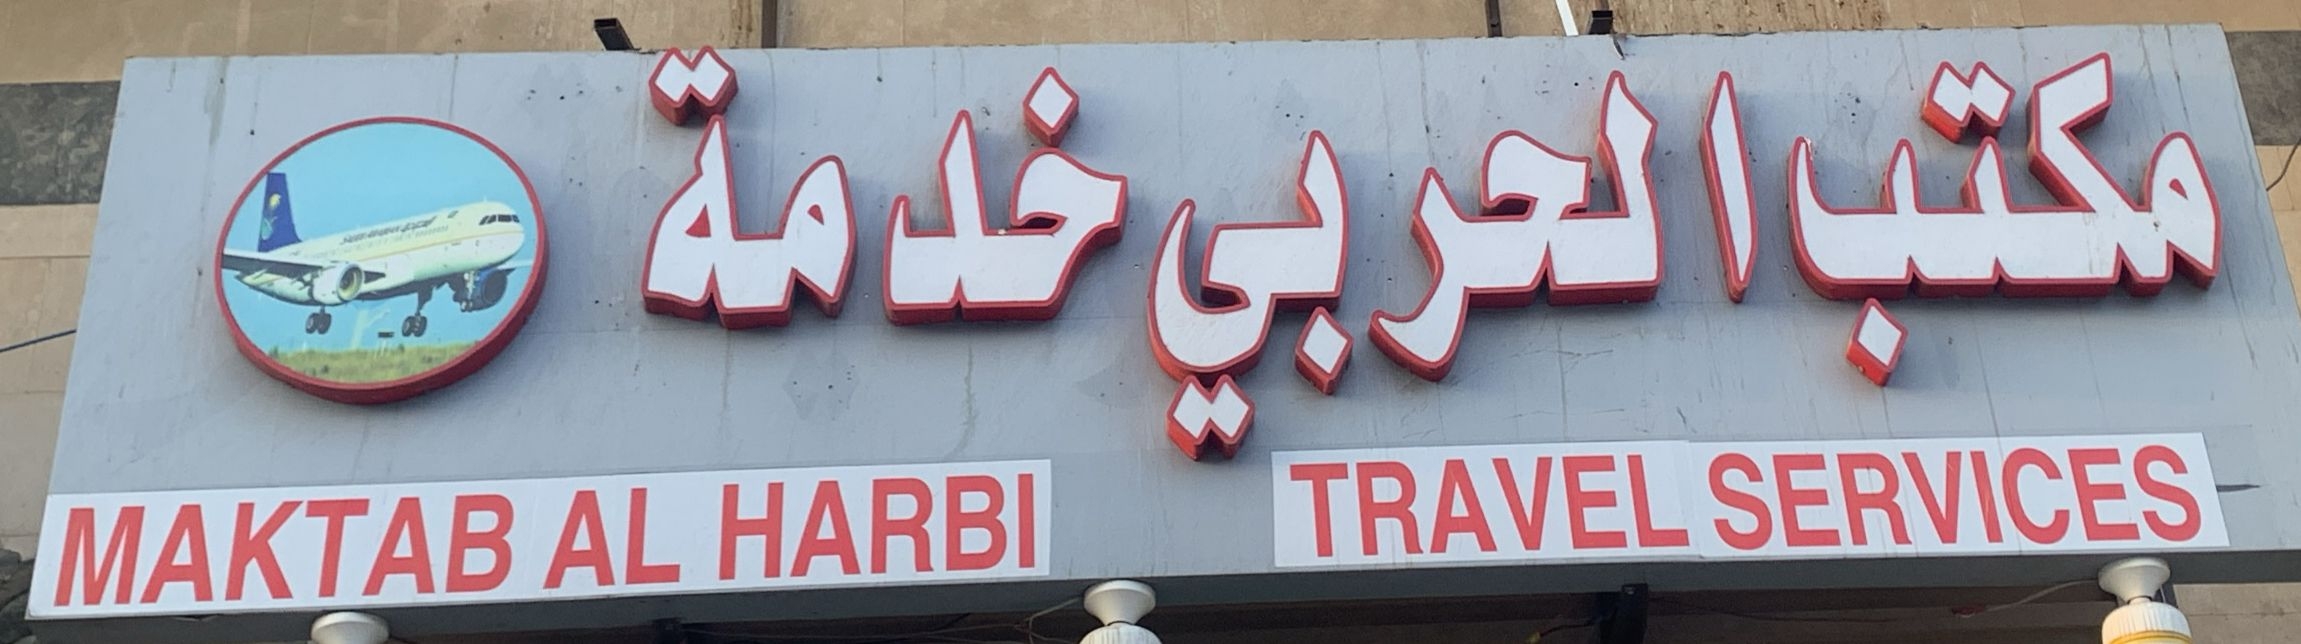 مكتب الحربي خدمة
MAKTAB AL HARBI TRAVEL SERVICES